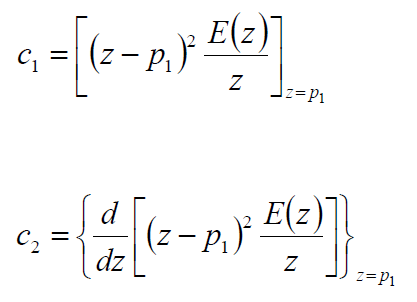 c₁ = [(z − p₁)² E(z)/z]_{z=p₁}
c₂ = {d/dz [(z − p₁)² E(z)/z]}_{z=p₁}